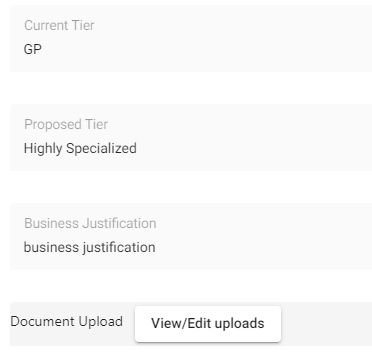 Current Tier
GP
Proposed Tier
Highly Specialized
Business Justification
business justification
Document Upload View/Edit uploads